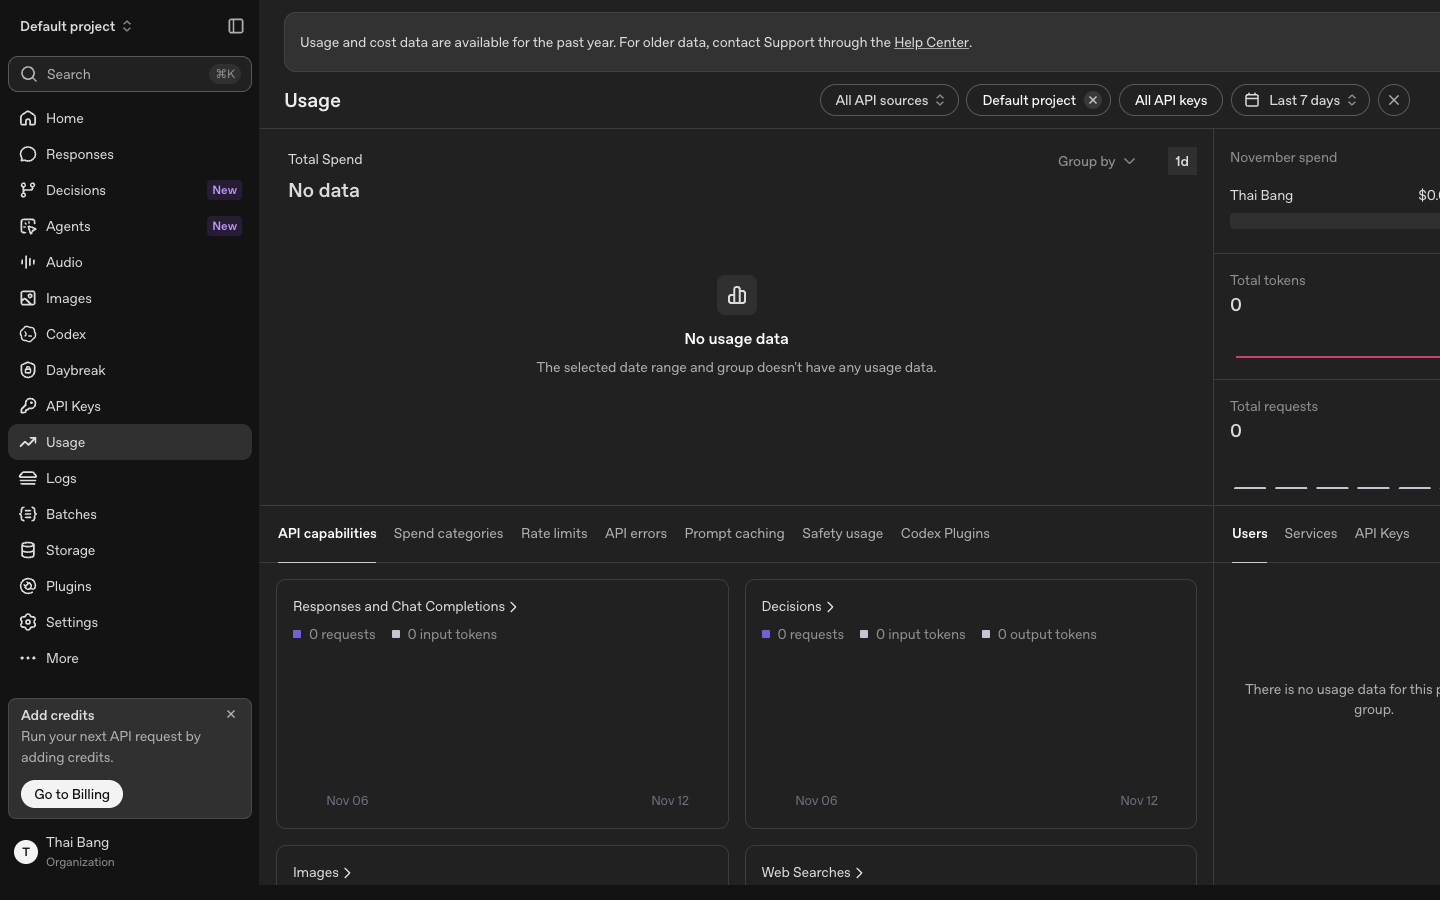 Default project
Search
⌘K
Home
Responses
Decisions
New
Agents
New
Audio
Images
Codex
Daybreak
API Keys
Usage
Logs
Batches
Storage
Plugins
Settings
More
Add credits
Run your next API request by
adding credits.
Go to Billing
T
Thai Bang
Organization
Usage and cost data are available for the past year. For older data, contact Support through the Help Center.
Usage
All API sources
Default project
All API keys
Last 7 days
Total Spend
Group by
1d
No data
No usage data
The selected date range and group doesn't have any usage data.
November spend
Thai Bang
$0.
Total tokens
0
Total requests
0
API capabilities
Spend categories
Rate limits
API errors
Prompt caching
Safety usage
Codex Plugins
Users
Services
API Keys
Responses and Chat Completions
0 requests
0 input tokens
Nov 06
Nov 12
Decisions
0 requests
0 input tokens
0 output tokens
Nov 06
Nov 12
Images
Web Searches
There is no usage data for this
group.